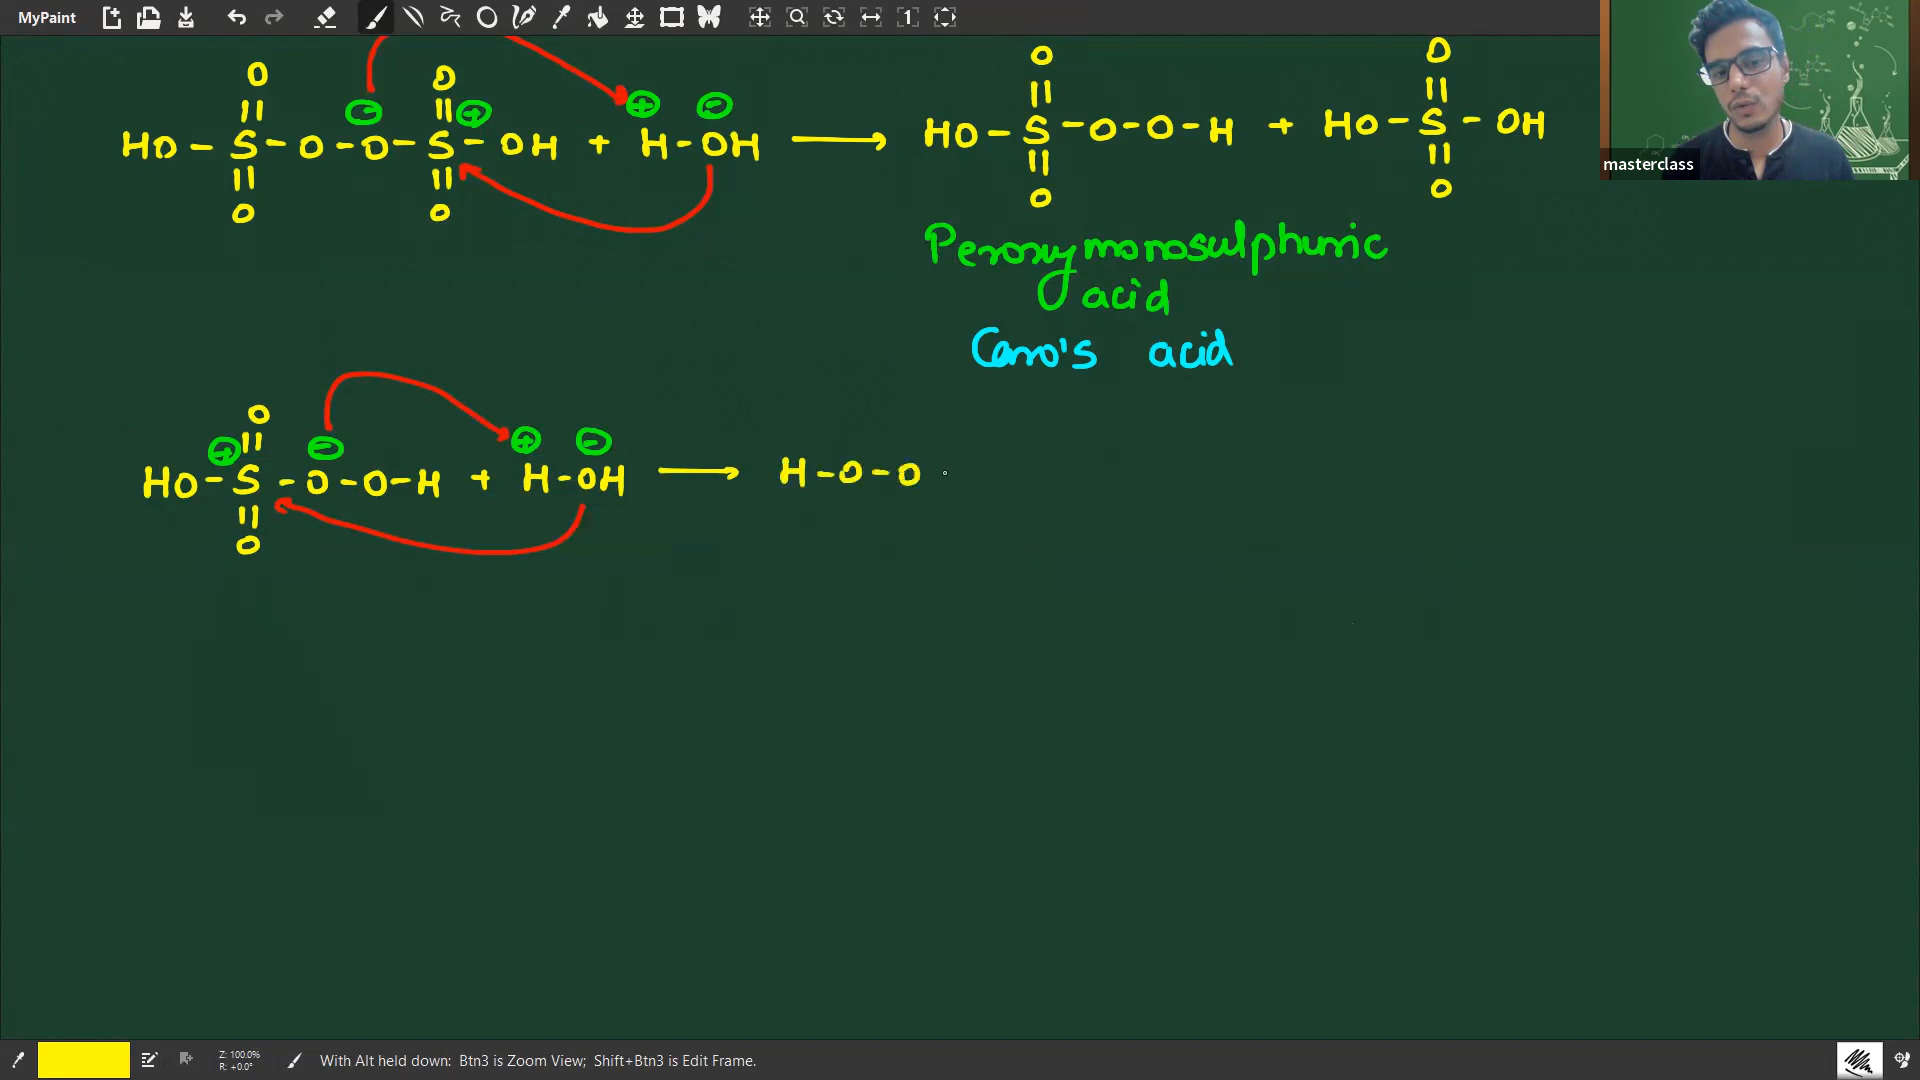 MyPaint
O O O O
|| || || ||
⊖ ⊕ ⊕ ⊖
HO - S - O - O - S - OH + H - OH ⟶ HO - S - O - O - H + HO - S - OH
|| || || ||
O O O O
masterclass
Peroxymonosulphuric
acid
Caro's acid
O
⊕ || ⊖ ⊕ ⊖
HO - S - O - O - H + H - OH ⟶ H - O - O
||
O
Z: 100.0%
R: +0.0°
With Alt held down: Btn3 is Zoom View; Shift+Btn3 is Edit Frame.